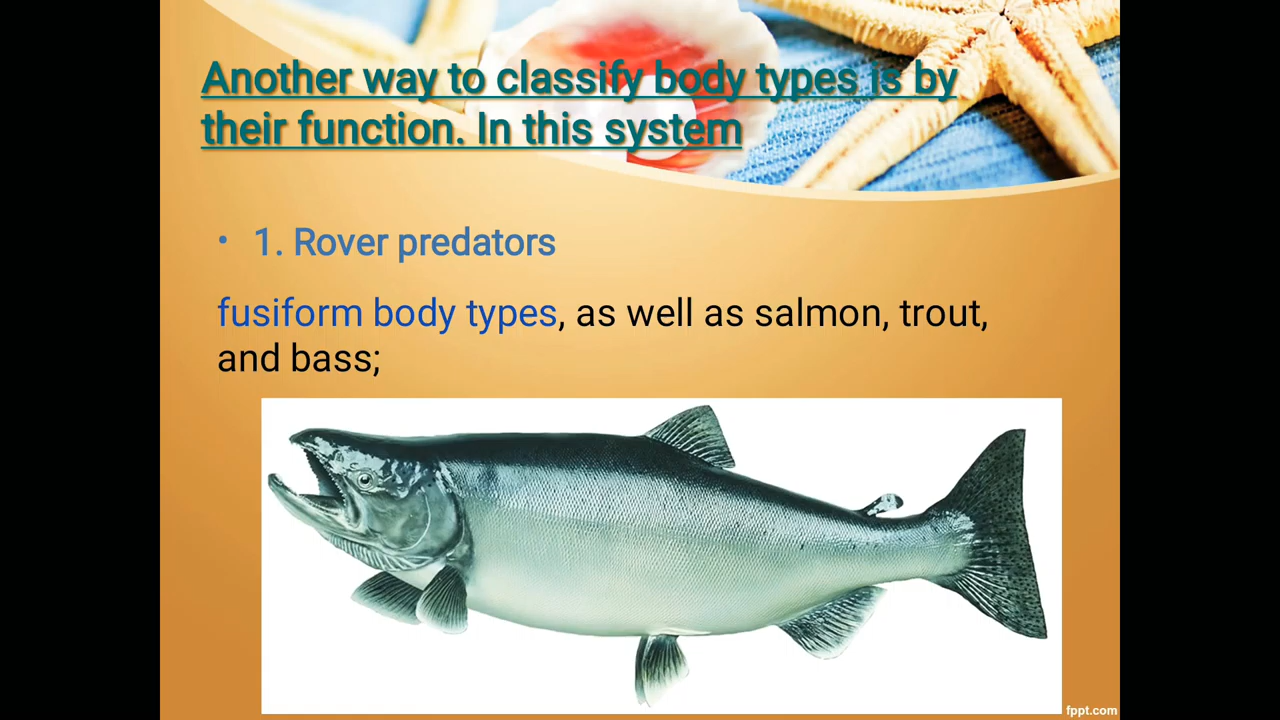 Another way to classify body types is by
their function. In this system
• 1. Rover predators
fusiform body types, as well as salmon, trout,
and bass;
fppt.com